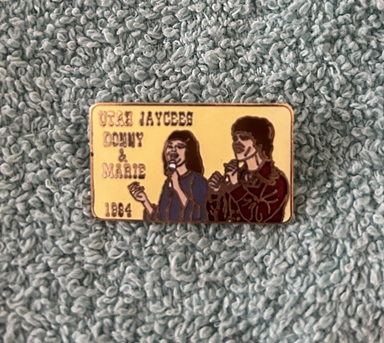 UTAH JAYCEES
DONNY
&
MARIE
1984